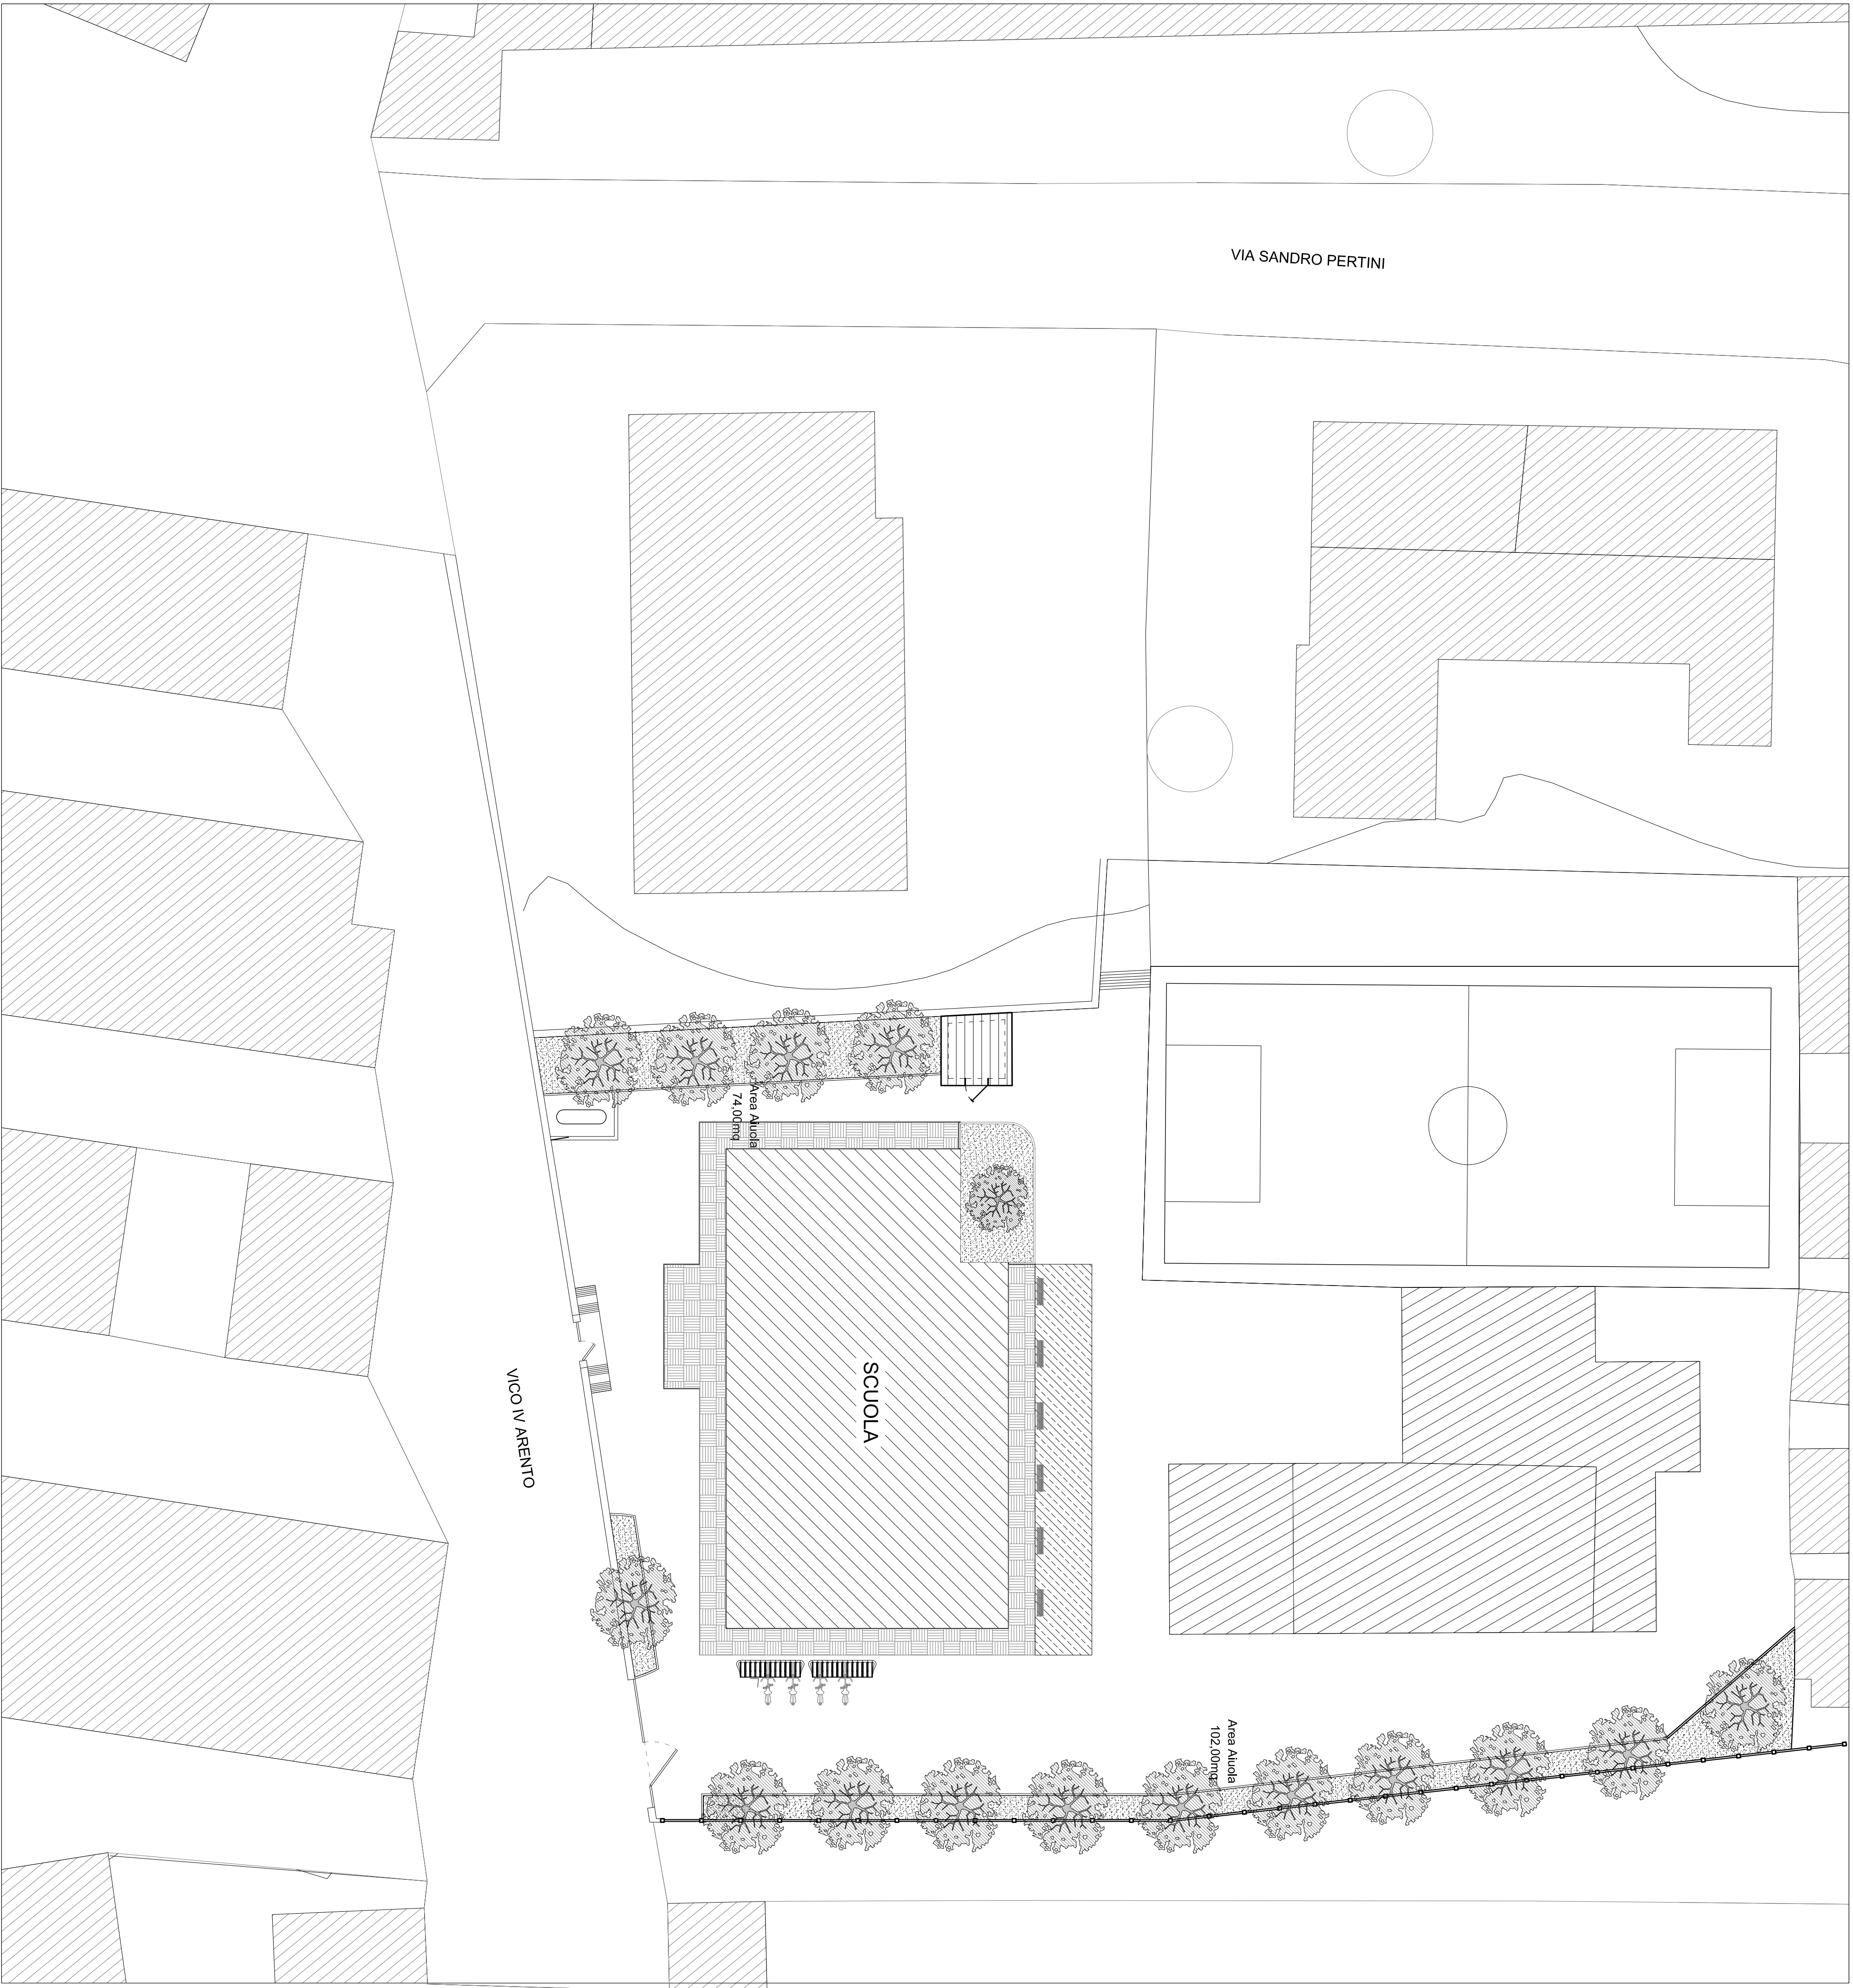 VIA SANDRO PERTINI
Area Aiuola
74,00mq
SCUOLA
VICO IV ARENTO
Area Aiuola
102,00mq